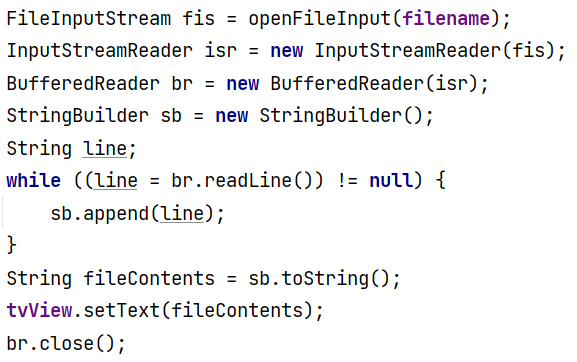 FileInputStream fis = openFileInput(filename);
InputStreamReader isr = new InputStreamReader(fis);
BufferedReader br = new BufferedReader(isr);
StringBuilder sb = new StringBuilder();
String line;
while ((line = br.readLine()) != null) {
    sb.append(line);
}
String fileContents = sb.toString();
tvView.setText(fileContents);
br.close();